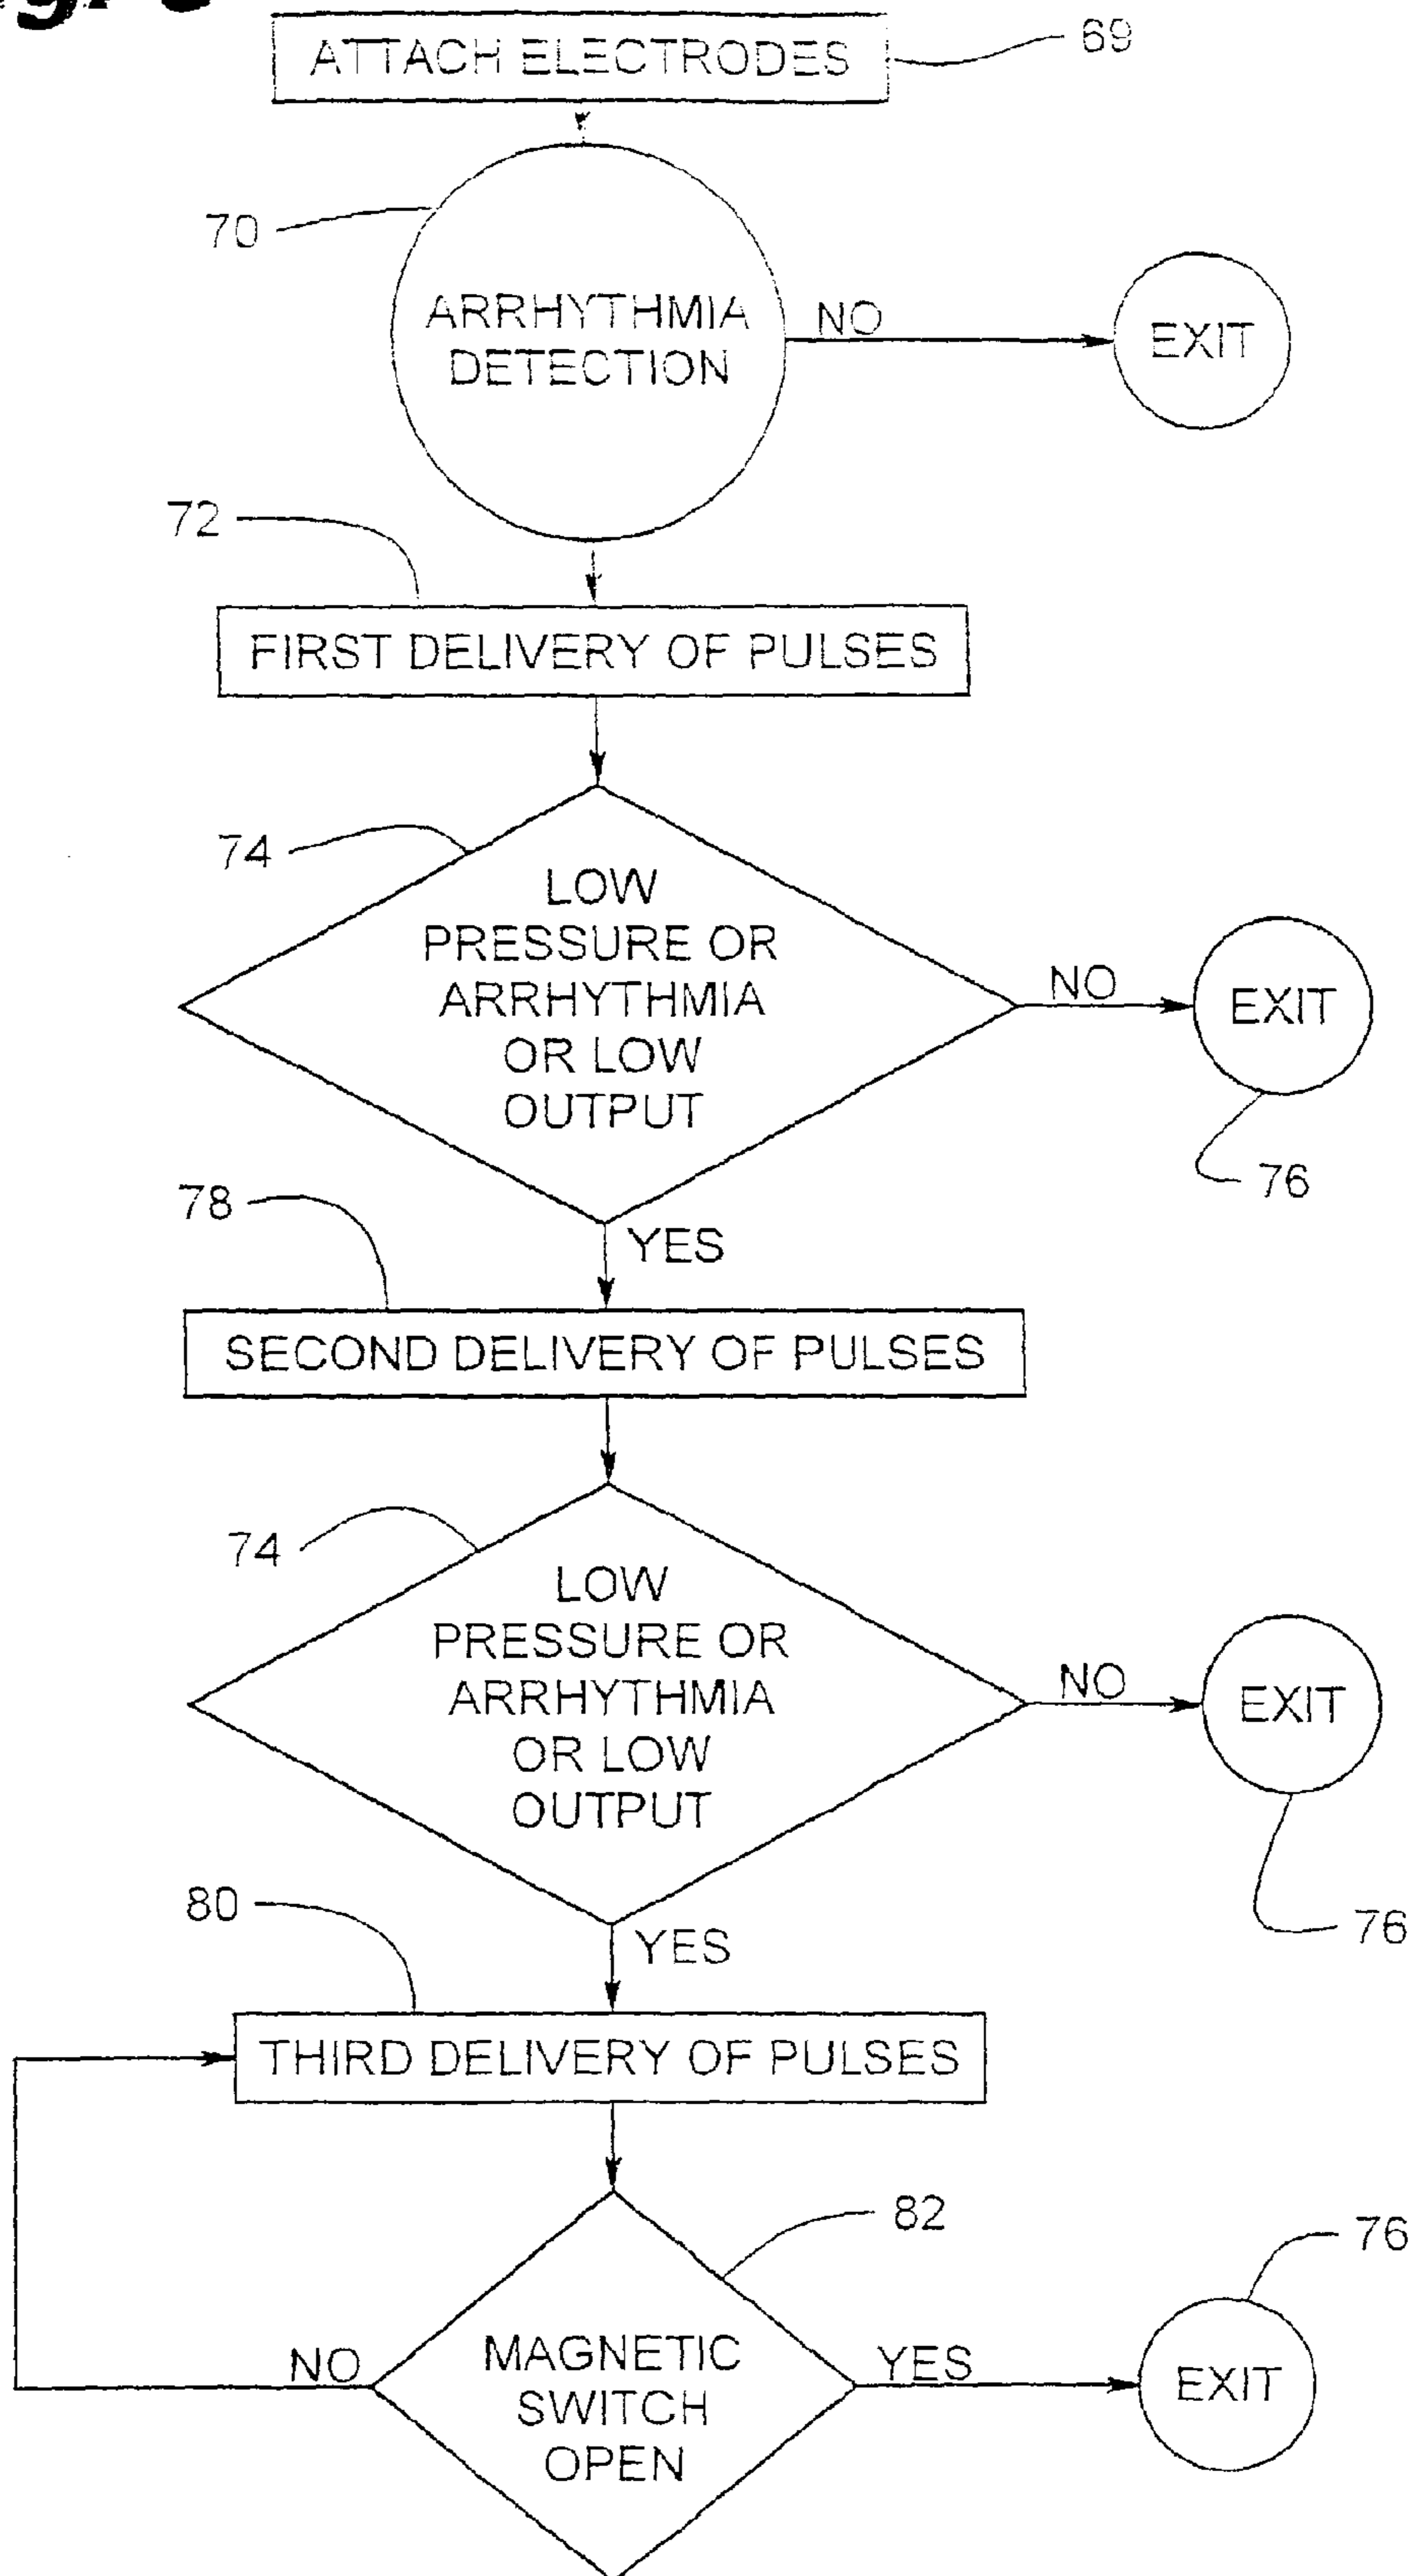 ATTACH ELECTRODES
69
70
ARRHYTHMIA
DETECTION
NO
EXIT
72
FIRST DELIVERY OF PULSES
74
LOW
PRESSURE OR
ARRHYTHMIA
OR LOW
OUTPUT
NO
EXIT
76
78
YES
SECOND DELIVERY OF PULSES
74
LOW
PRESSURE OR
ARRHYTHMIA
OR LOW
OUTPUT
NO
EXIT
76
80
YES
THIRD DELIVERY OF PULSES
82
76
NO
MAGNETIC
SWITCH
OPEN
YES
EXIT